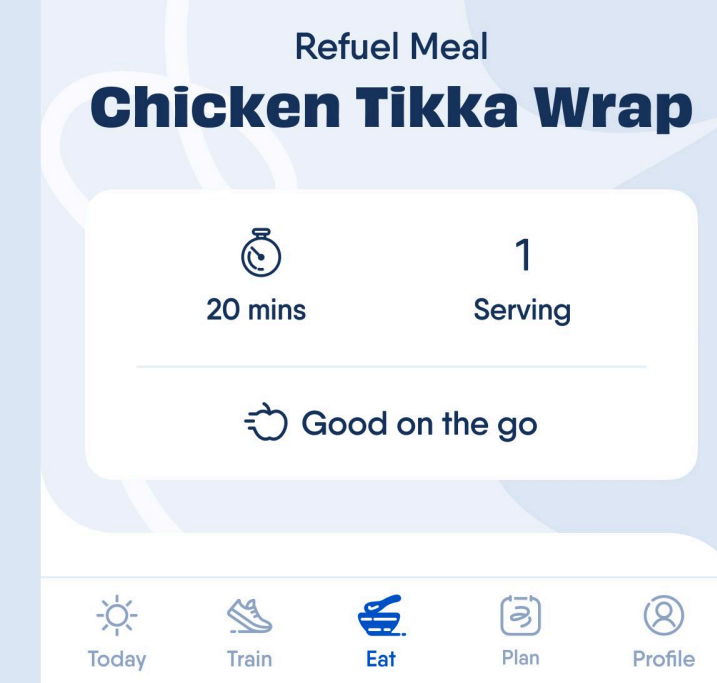 Refuel Meal
Chicken Tikka Wrap
1
20 mins
Serving
Good on the go
Today
Train
Eat
Plan
Profile